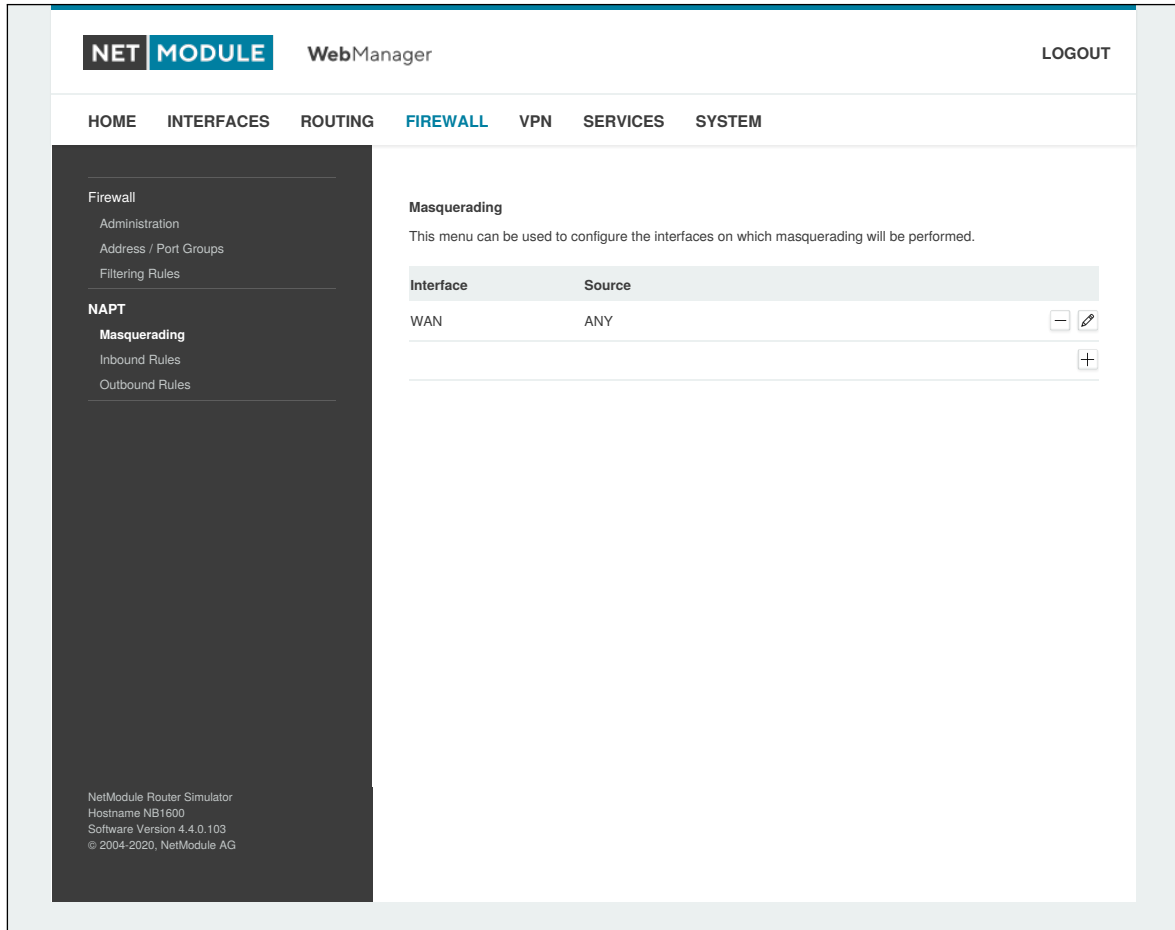 NET MODULE WebManager LOGOUT
HOME INTERFACES ROUTING FIREWALL VPN SERVICES SYSTEM
Firewall
Administration
Address / Port Groups
Filtering Rules
NAPT
Masquerading
Inbound Rules
Outbound Rules
Masquerading
This menu can be used to configure the interfaces on which masquerading will be performed.
Interface Source
WAN ANY
NetModule Router Simulator
Hostname NB1600
Software Version 4.4.0.103
© 2004-2020, NetModule AG